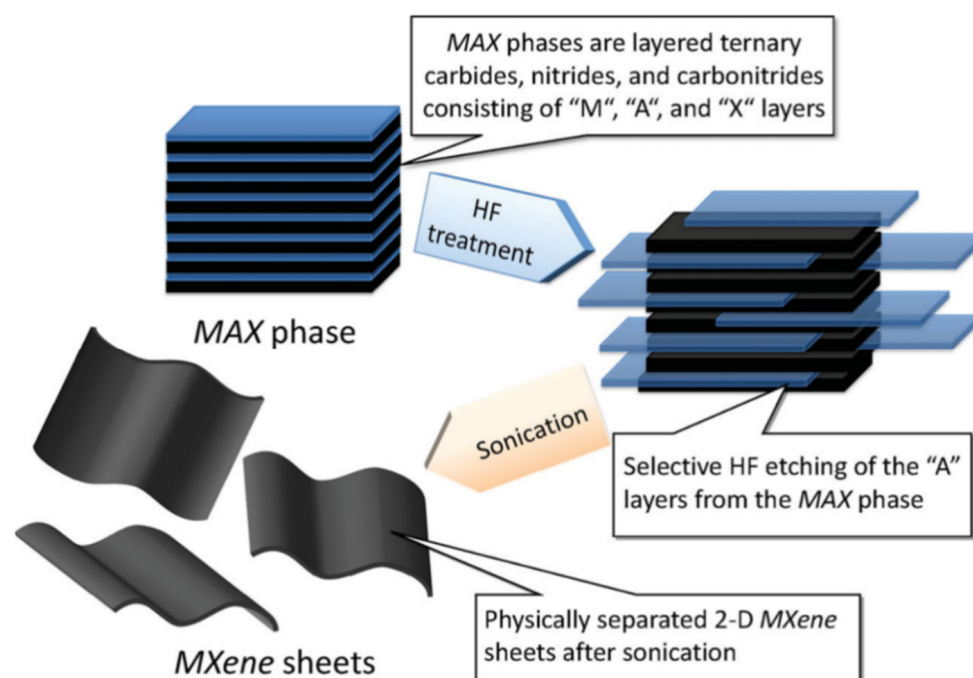 MAX phases are layered ternary
carbides, nitrides, and carbonitrides
consisting of “M“, “A“, and “X“ layers
HF
treatment
MAX phase
Sonication
Selective HF etching of the “A”
layers from the MAX phase
Physically separated 2-D MXene
sheets after sonication
MXene sheets